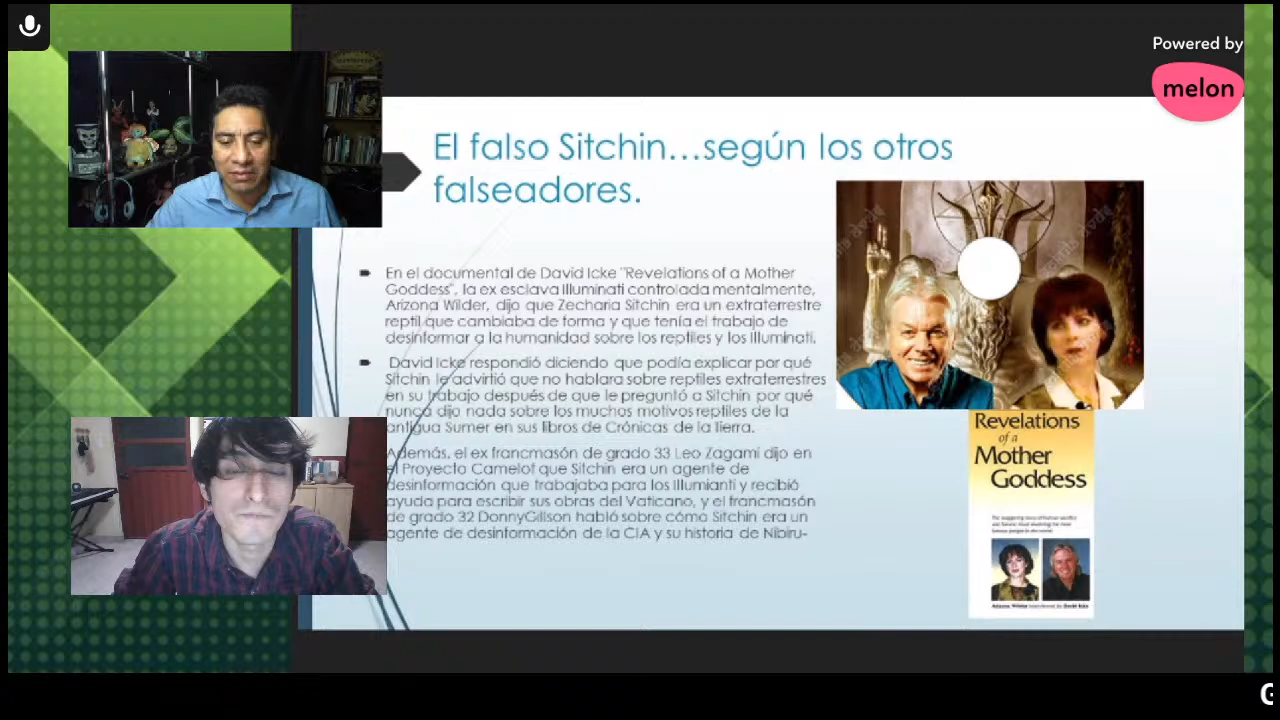 Powered by
melon
El falso Sitchin...según los otros
falseadores.
En el documental de David Icke "Revelations of a Mother
Goddess", la ex esclava Illuminati controlada mentalmente,
Arizona Wilder, dijo que Zecharia Sitchin era un extraterrestre
reptil que cambiaba de forma y que tenía el trabajo de
desinformar a la humanidad sobre los reptiles y los Illuminati.
David Icke respondió diciendo que podía explicar por qué
Sitchin le advirtió que no hablara sobre reptiles extraterrestres
en su trabajo después de que le preguntó a Sitchin por qué
nunca dijo nada sobre los muchos motivos reptiles de la
antigua Sumer en sus libros de Crónicas de la tierra.
Además, el ex francmasón de grado 33 Leo Zagami dijo en
el Proyecto Camelot que Sitchin era un agente de
desinformación que trabajaba para los Illumianti y recibió
ayuda para escribir sus obras del Vaticano, y el francmasón
de grado 32 DonnyGilson habló sobre cómo Sitchin era un
agente de desinformación de la CIA y su historia de Nibiru-
Revelations
of a
Mother
Goddess
G